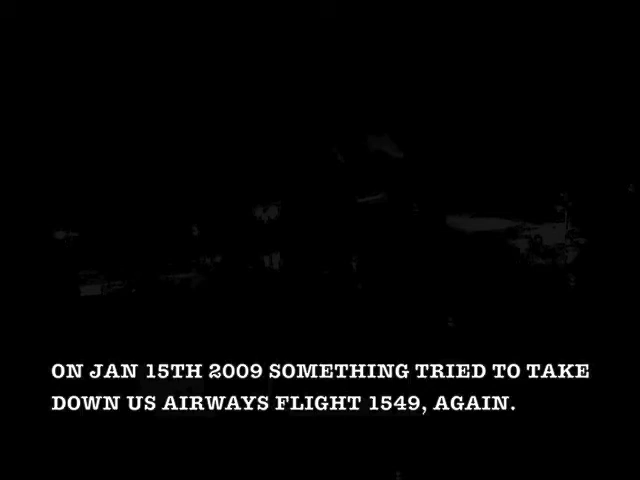 ON JAN 15TH 2009 SOMETHING TRIED TO TAKE
DOWN US AIRWAYS FLIGHT 1549, AGAIN.